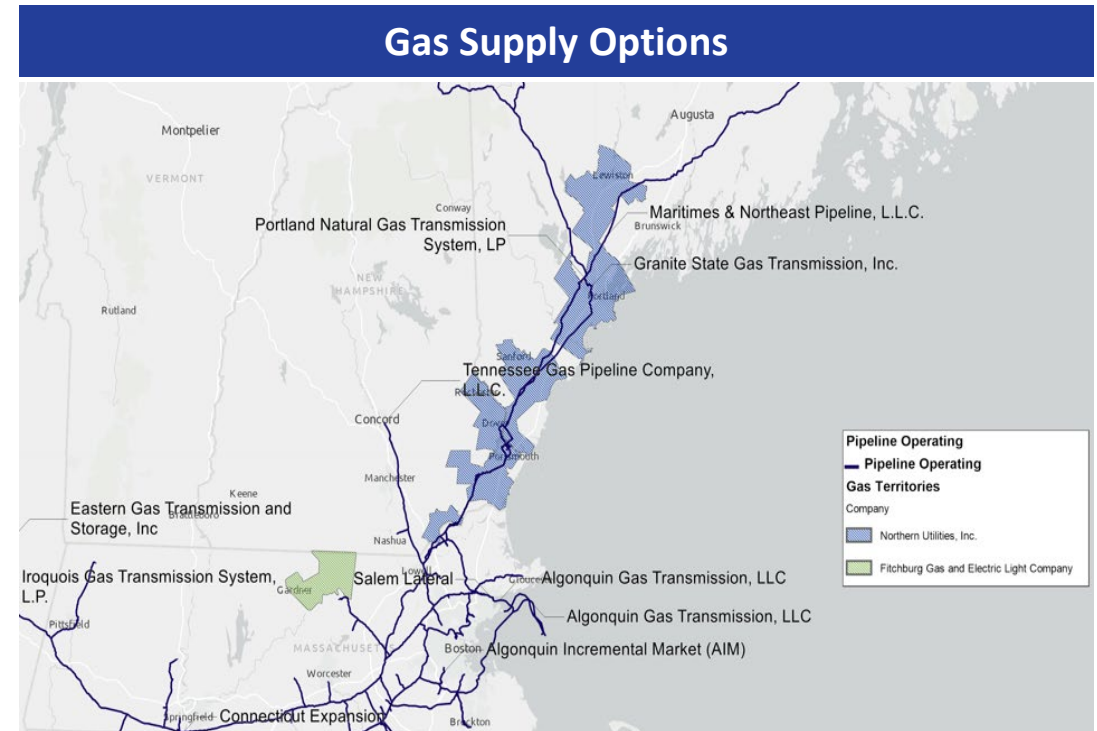 Gas Supply Options
Augusta
Montpelier
VERMONT
Lewiston
Conway
Maritimes & Northeast Pipeline, L.L.C.
Portland Natural Gas Transmission
System, LP
Brunswick
Granite State Gas Transmission, Inc.
NEW
HAMPSHIRE
Portland
Rutland
Sanford
Tennessee Gas Pipeline Company,
L.L.C.
Rochester
Concord
Dover
Portsmouth
Manchester
Keene
Eastern Gas Transmission and
Storage, Inc
Brattleboro
Nashua
Lowell
Iroquois Gas Transmission System,
L.P.
Gardner
Salem Lateral
Algonquin Gas Transmission, LLC
Algonquin Gas Transmission, LLC
Pittsfield
MASSACHUSET
Boston
Algonquin Incremental Market (AIM)
Worcester
Springfield
Connecticut Expansion
Brockton
Pipeline Operating
Pipeline Operating
Gas Territories
Company
Northern Utilities, Inc.
Fitchburg Gas and Electric Light Company